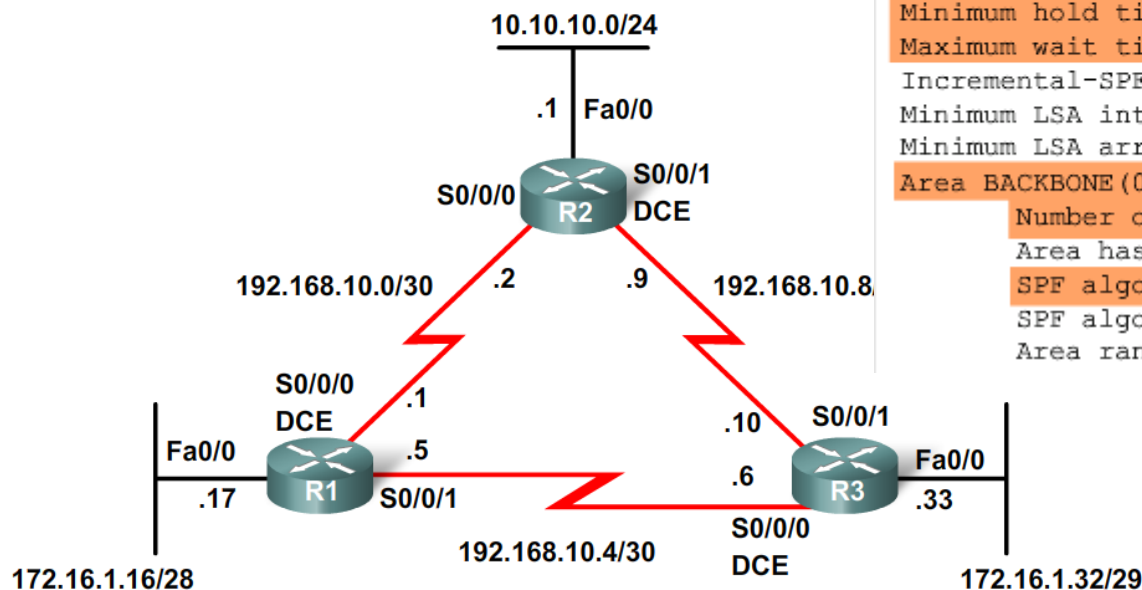 10.10.10.0/24
.1 Fa0/0
S0/0/0
R2
S0/0/1
DCE
192.168.10.0/30
.2
.9
192.168.10.8/
S0/0/0
DCE
.1
.10
S0/0/1
Fa0/0
.17
R1
.5
S0/0/1
.6
R3
Fa0/0
.33
192.168.10.4/30
S0/0/0
DCE
172.16.1.16/28
172.16.1.32/29
Minimum hold ti
Maximum wait ti
Incremental-SPF
Minimum LSA int
Minimum LSA arr
Area BACKBONE(0
Number o
Area has
SPF algo
SPF algo
Area ran